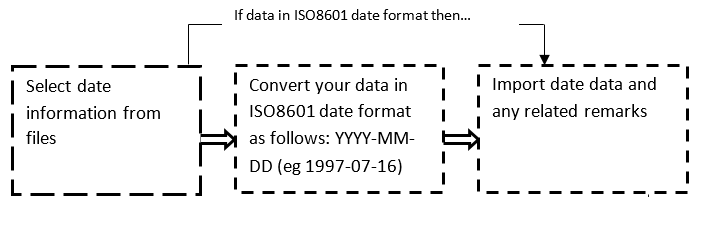 If data in ISO8601 date format then...
Select date
information from
files
Convert your data in
ISO8601 date format
as follows: YYYY-MM-
DD (eg 1997-07-16)
Import date data and
any related remarks